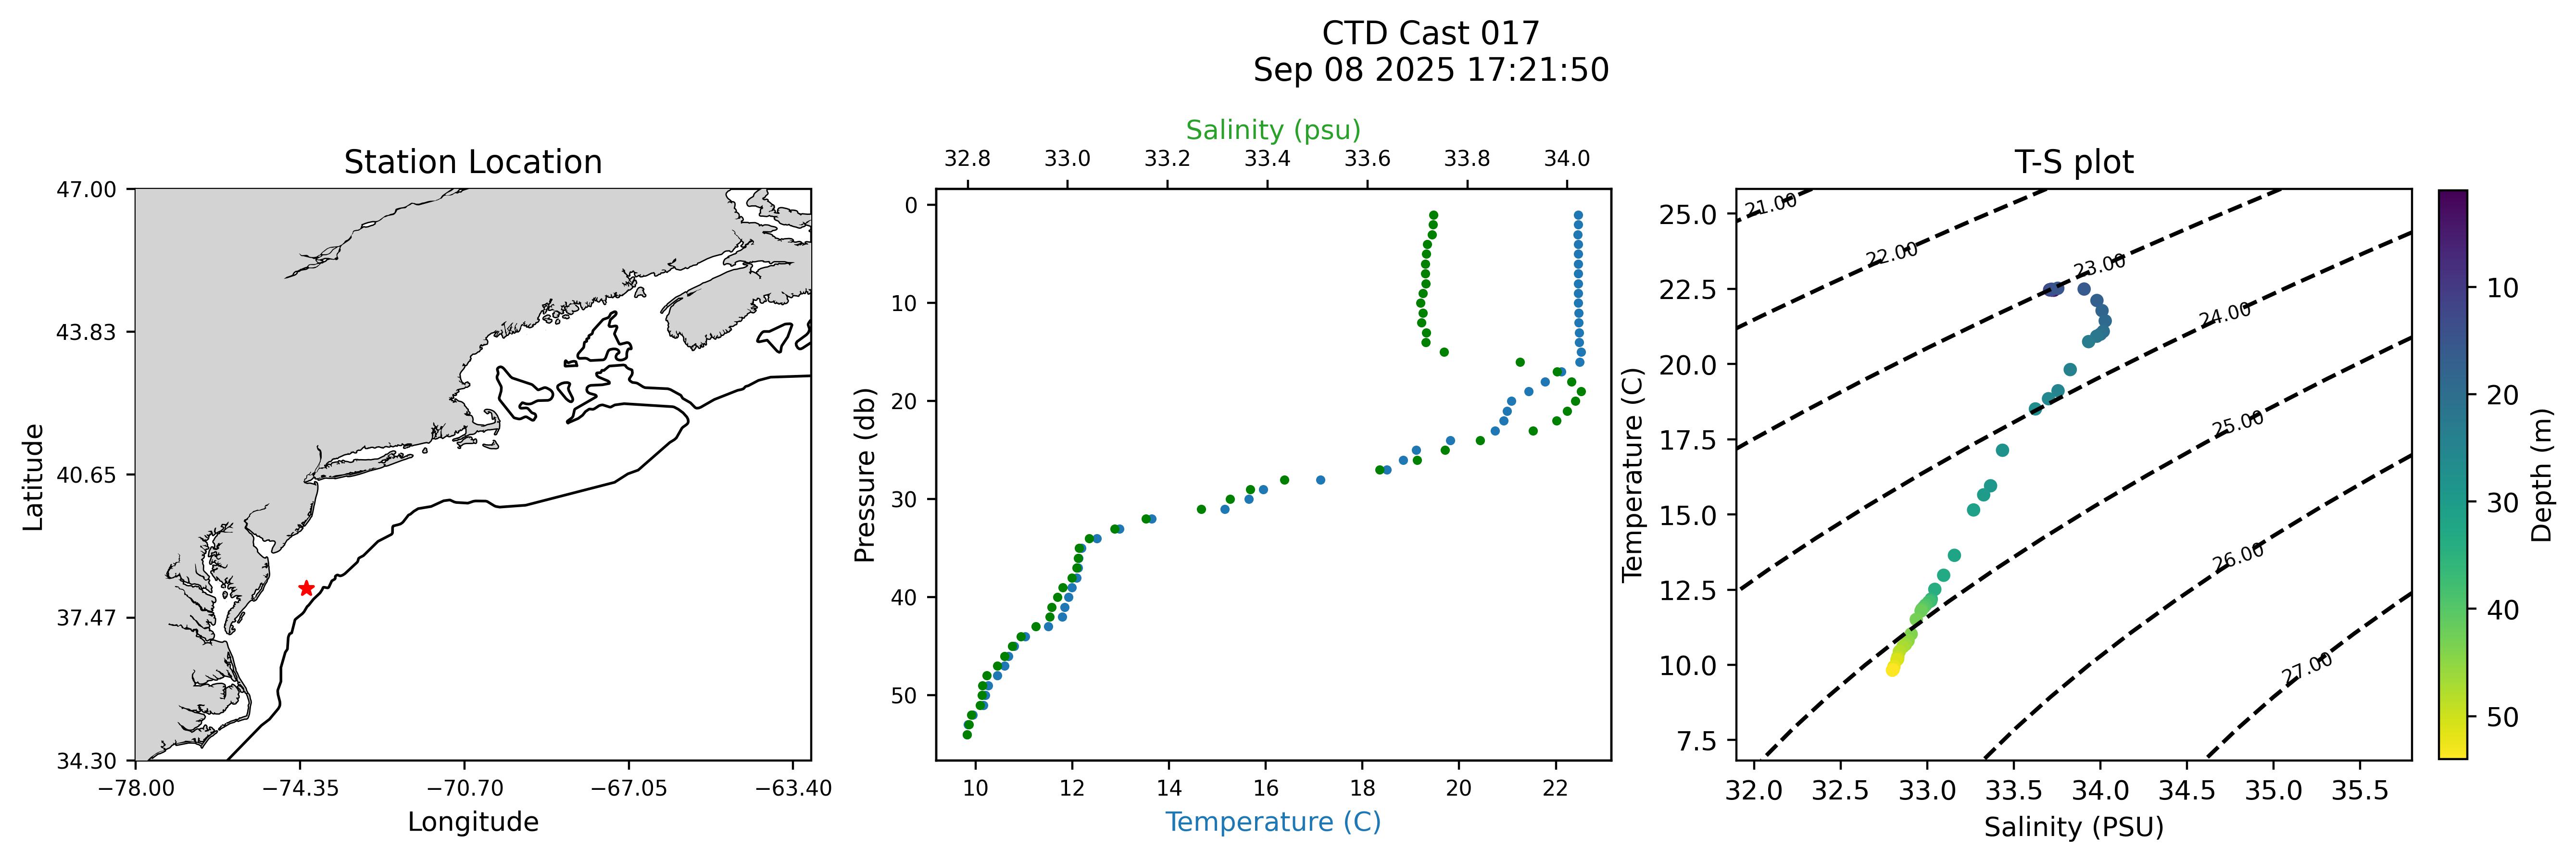 CTD Cast 017
Sep 08 2025 17:21:50
Station Location
47.00
43.83
40.65
37.47
34.30
Latitude
−78.00 −74.35 −70.70 −67.05 −63.40
Longitude
Salinity (psu)
32.8 33.0 33.2 33.4 33.6 33.8 34.0
0
10
20
30
40
50
Pressure (db)
10 12 14 16 18 20 22
Temperature (C)
T-S plot
25.0
22.5
20.0
17.5
15.0
12.5
10.0
7.5
Temperature (C)
21.00
22.00
23.00
24.00
25.00
26.00
27.00
32.0 32.5 33.0 33.5 34.0 34.5 35.0 35.5
Salinity (PSU)
10
20
30
40
50
Depth (m)